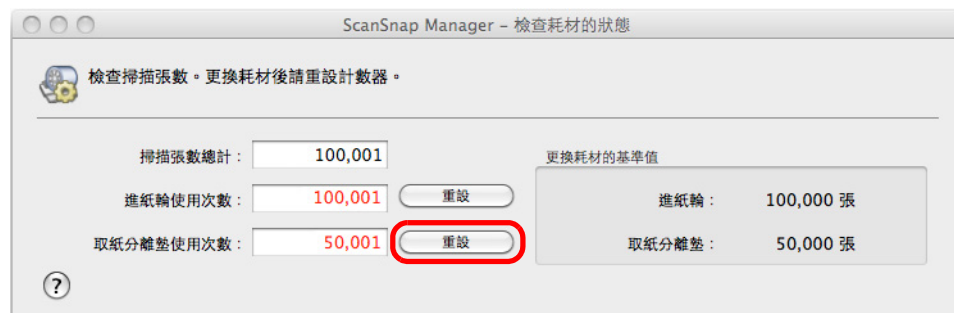 ScanSnap Manager – 檢查耗材的狀態
檢查掃描張數。更換耗材後請重設計數器。
掃描張數總計： 100,001
更換耗材的基準值
進紙輪使用次數： 100,001 重設
進紙輪： 100,000 張
取紙分離墊使用次數： 50,001 重設
取紙分離墊： 50,000 張
?